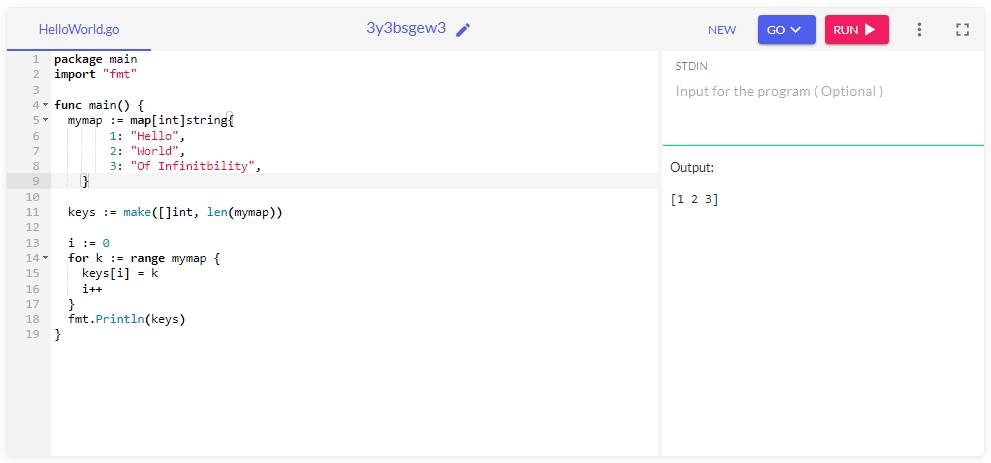 HelloWorld.go
3y3bsgew3
NEW
GO
RUN
1 package main
2 import "fmt"
3
4 func main() {
5 mymap := map[int]string{
6 1: "Hello",
7 2: "World",
8 3: "Of Infinitbility",
9 }
10
11 keys := make([]int, len(mymap))
12
13 i := 0
14 for k := range mymap {
15 keys[i] = k
16 i++
17 }
18 fmt.Println(keys)
19 }
STDIN
Input for the program ( Optional )
Output:
[1 2 3]